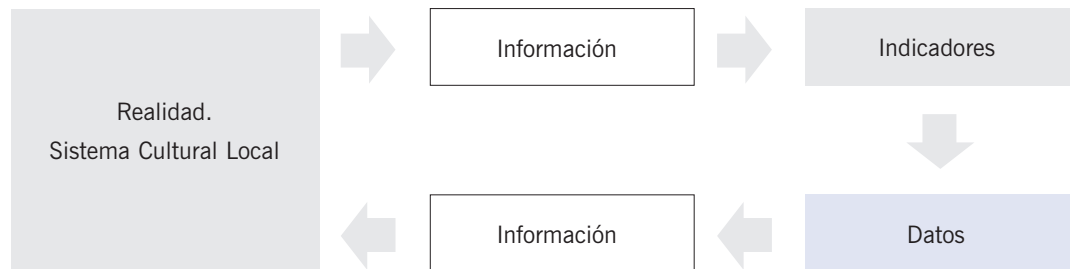 Realidad.
Sistema Cultural Local
Información
Indicadores
Información
Datos